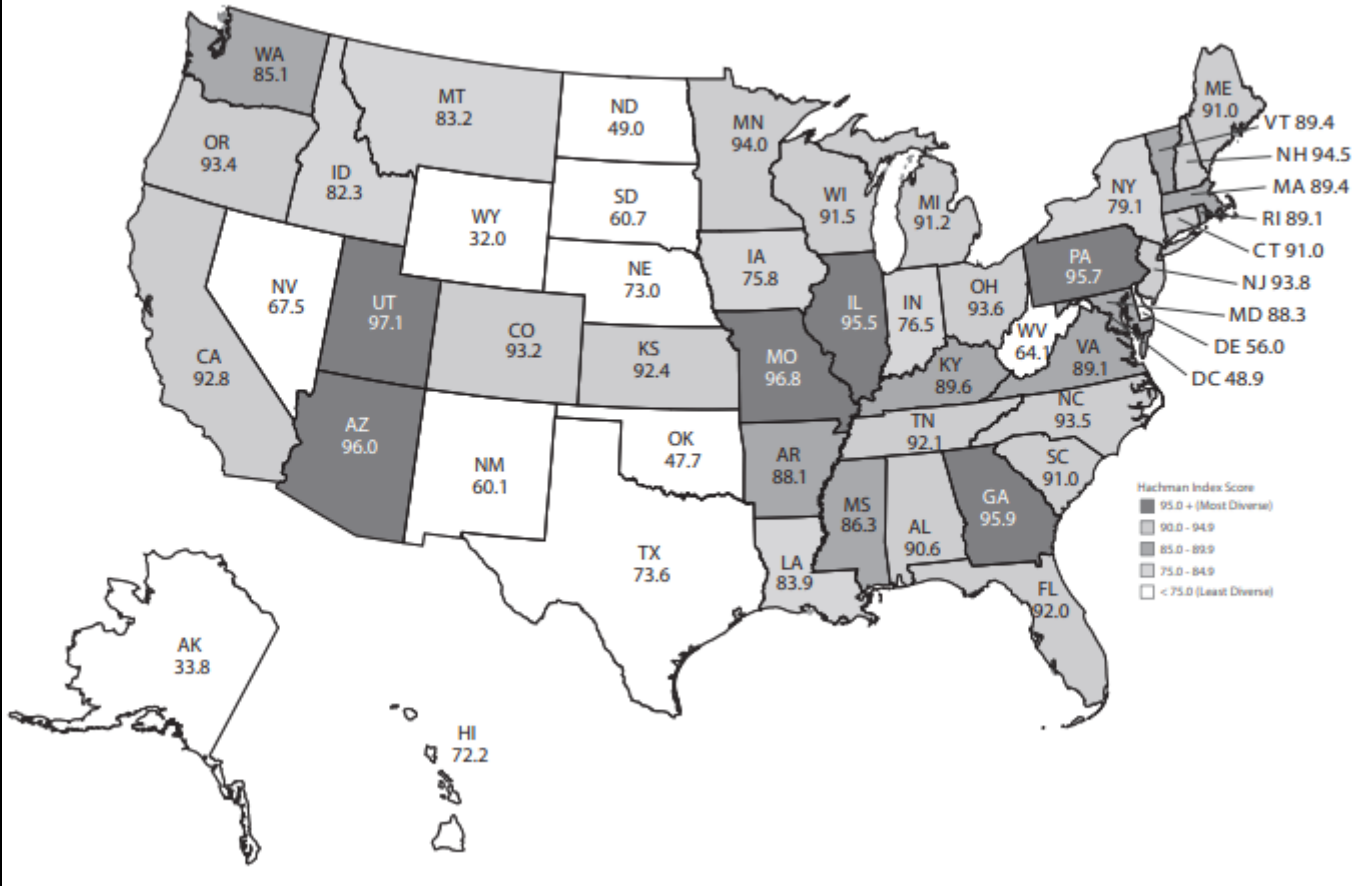 WA
85.1
MT
83.2
ND
49.0
MN
94.0
ME
91.0
VT 89.4
NH 94.5
MA 89.4
RI 89.1
CT 91.0
NJ 93.8
MD 88.3
DE 56.0
DC 48.9
OR
93.4
ID
82.3
WY
32.0
SD
60.7
WI
91.5
MI
91.2
NY
79.1
NV
67.5
UT
97.1
CO
93.2
NE
73.0
IA
75.8
IL
95.5
IN
76.5
OH
93.6
PA
95.7
WV
64.1
VA
89.1
CA
92.8
KS
92.4
MO
96.8
KY
89.6
NC
93.5
AZ
96.0
NM
60.1
OK
47.7
AR
88.1
TN
92.1
SC
91.0
MS
86.3
AL
90.6
GA
95.9
TX
73.6
LA
83.9
FL
92.0
AK
33.8
HI
72.2
Hachman Index Score
95.0 + (Most Diverse)
90.0 - 94.9
85.0 - 89.9
75.0 - 84.9
< 75.0 (Least Diverse)